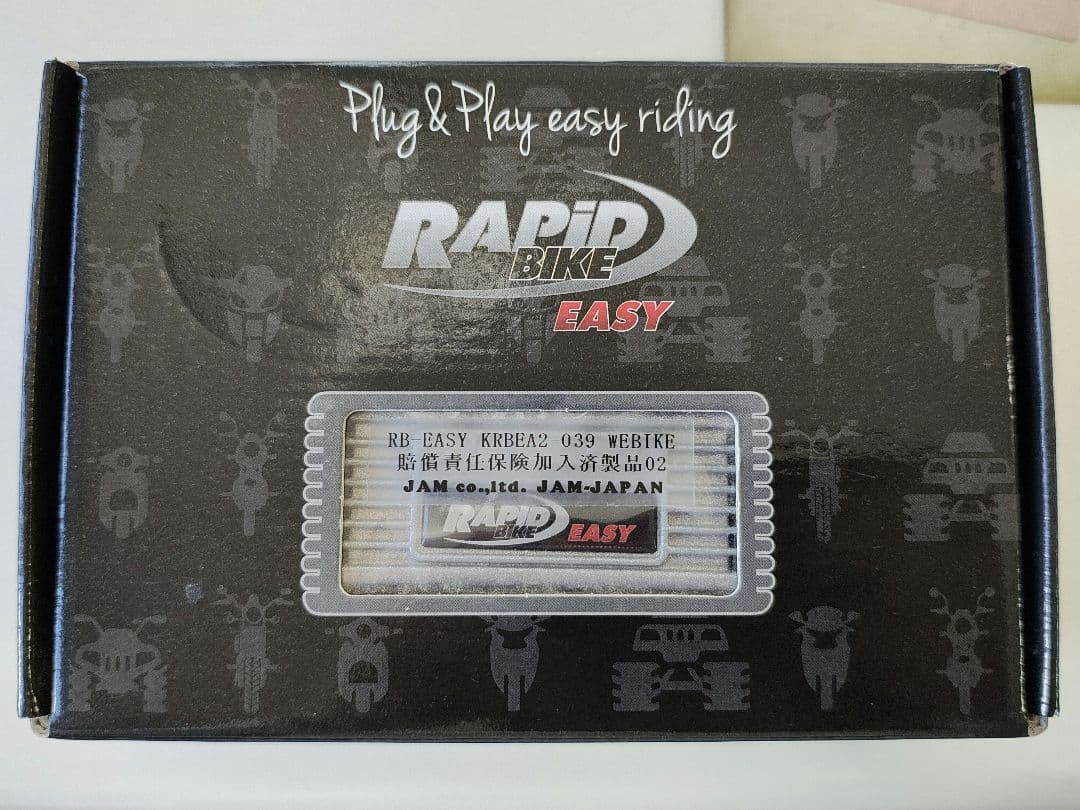 Plug & Play easy riding
RAPiD
BIKE
EASY
RB-EASY KRBEA2 039 WEBIKE
賠償責任保険加入済製品02
JAM co.,ltd. JAM-JAPAN
RAPiD
BIKE EASY